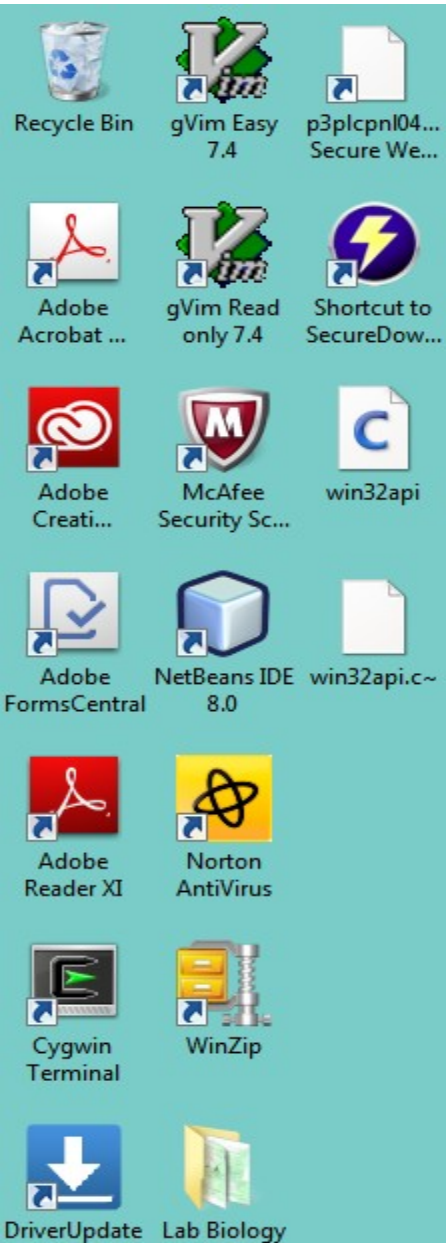 Recycle Bin
gVim Easy
7.4
p3plcpnl04...
Secure We...
Adobe
Acrobat ...
gVim Read
only 7.4
Shortcut to
SecureDow...
Adobe
Creati...
McAfee
Security Sc...
win32api
Adobe
FormsCentral
NetBeans IDE
8.0
win32api.c~
Adobe
Reader XI
Norton
AntiVirus
Cygwin
Terminal
WinZip
DriverUpdate
Lab Biology